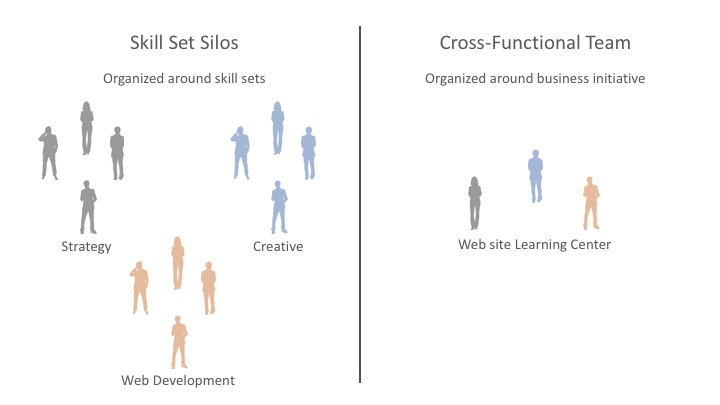 Skill Set Silos
Organized around skill sets
Strategy
Creative
Web Development
Cross-Functional Team
Organized around business initiative
Web site Learning Center